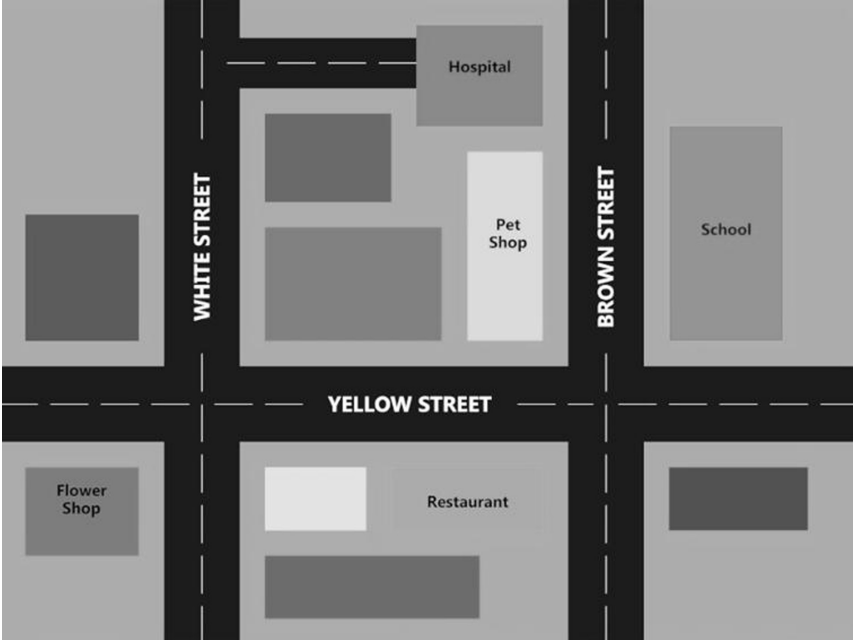 Hospital
WHITE STREET
Pet
Shop
BROWN STREET
School
YELLOW STREET
Flower
Shop
Restaurant